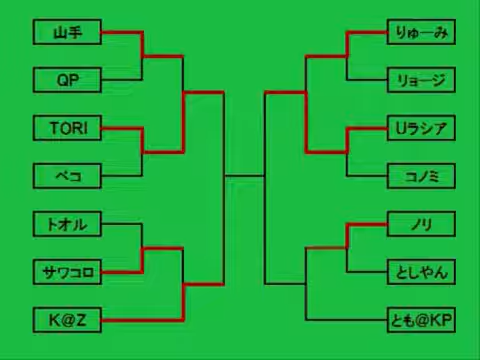 山手
りゅーみ
QP
リョージ
TORI
Uラシア
ペコ
コノミ
トオル
ノリ
サワコロ
としやん
K@Z
とも@KP